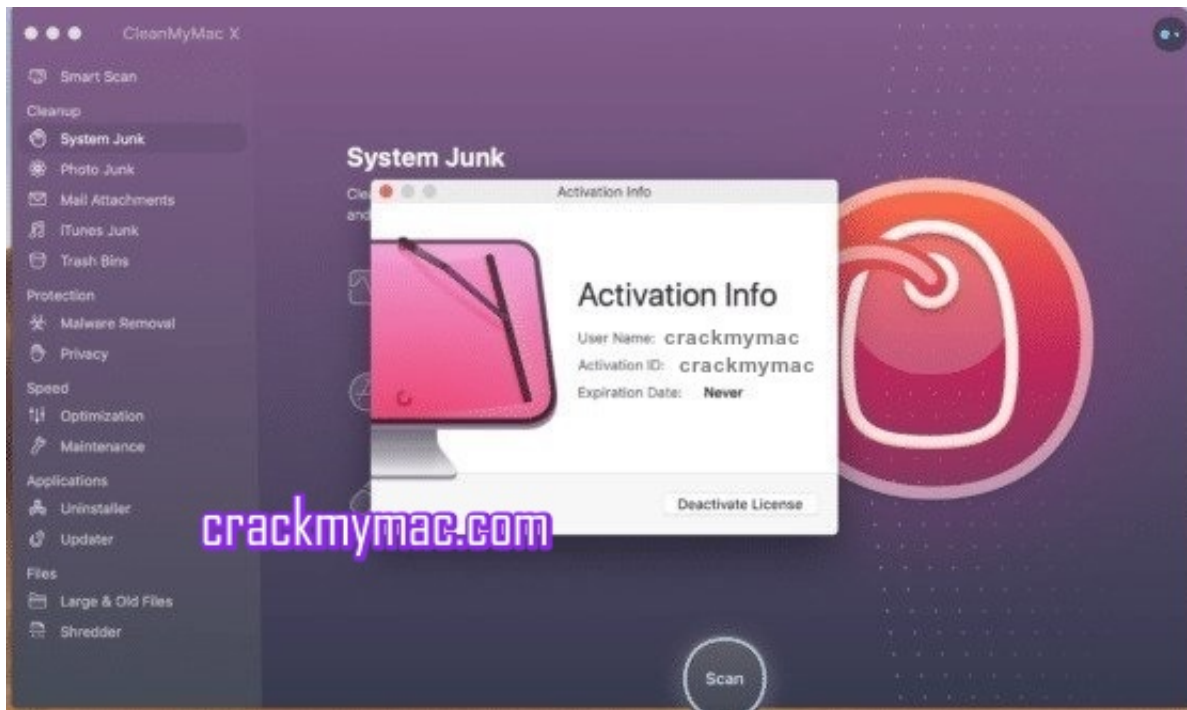 CleanMyMac X
Smart Scan
Cleanup
System Junk
Photo Junk
Mail Attachments
iTunes Junk
Trash Bins
Protection
Malware Removal
Privacy
Speed
Optimization
Maintenance
Applications
Uninstaller
Updater
Files
Large & Old Files
Shredder
System Junk
and
Activation Info
Activation Info
User Name: crackmymac
Activation ID: crackmymac
Expiration Date: Never
Deactivate License
crackmymac.com
Scan